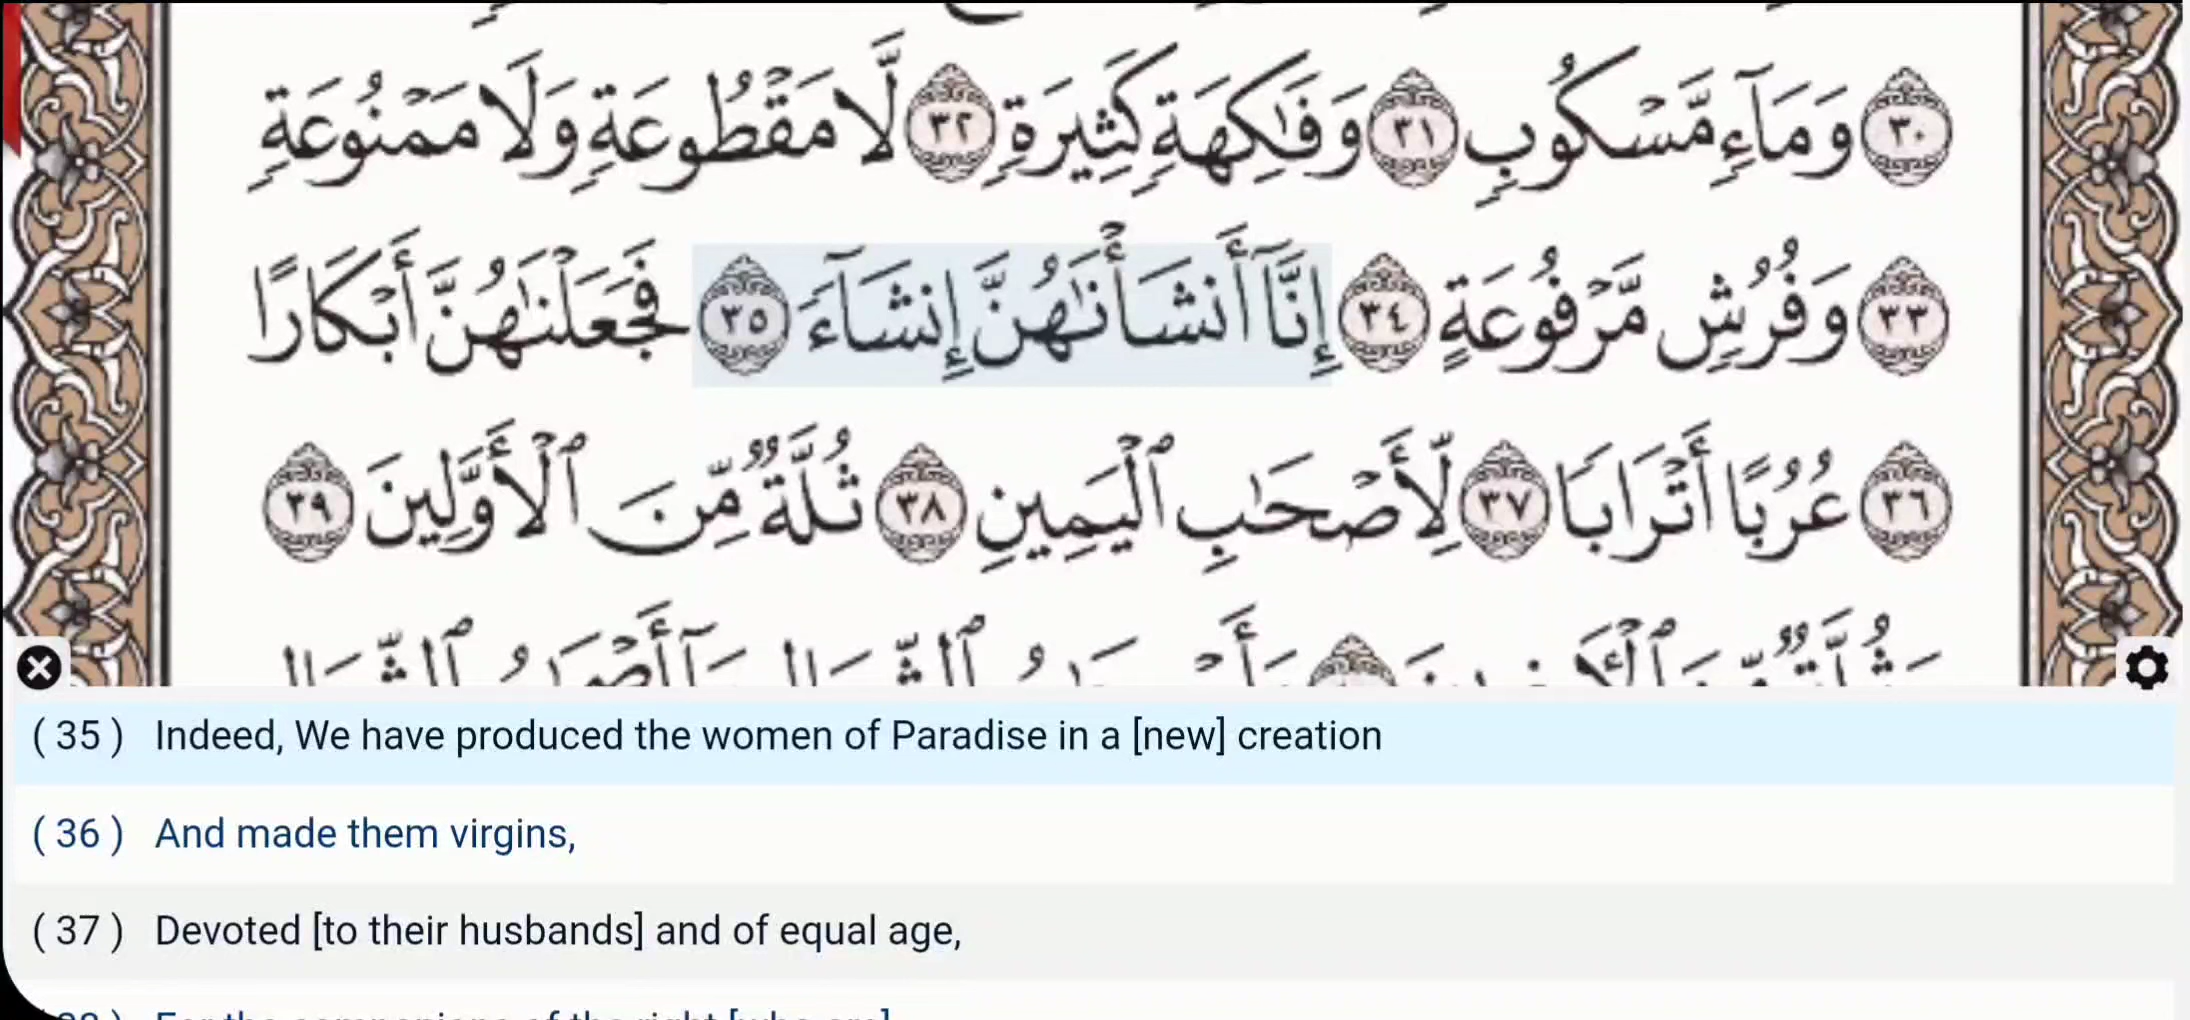 ٣٠ وَمَآءٍ مَّسْكُوبٍ ٣١ وَفَٰكِهَةٍ كَثِيرَةٍ ٣٢ لَّا مَقْطُوعَةٍ وَلَا مَمْنُوعَةٍ
٣٣ وَفُرُشٍ مَّرْفُوعَةٍ ٣٤ إِنَّآ أَنشَأْنَٰهُنَّ إِنشَآءً ٣٥ فَجَعَلْنَٰهُنَّ أَبْكَارًا
٣٦ عُرُبًا أَتْرَابًا ٣٧ لِّأَصْحَٰبِ ٱلْيَمِينِ ٣٨ ثُلَّةٌ مِّنَ ٱلْأَوَّلِينَ ٣٩
( 35 ) Indeed, We have produced the women of Paradise in a [new] creation
( 36 ) And made them virgins,
( 37 ) Devoted [to their husbands] and of equal age,